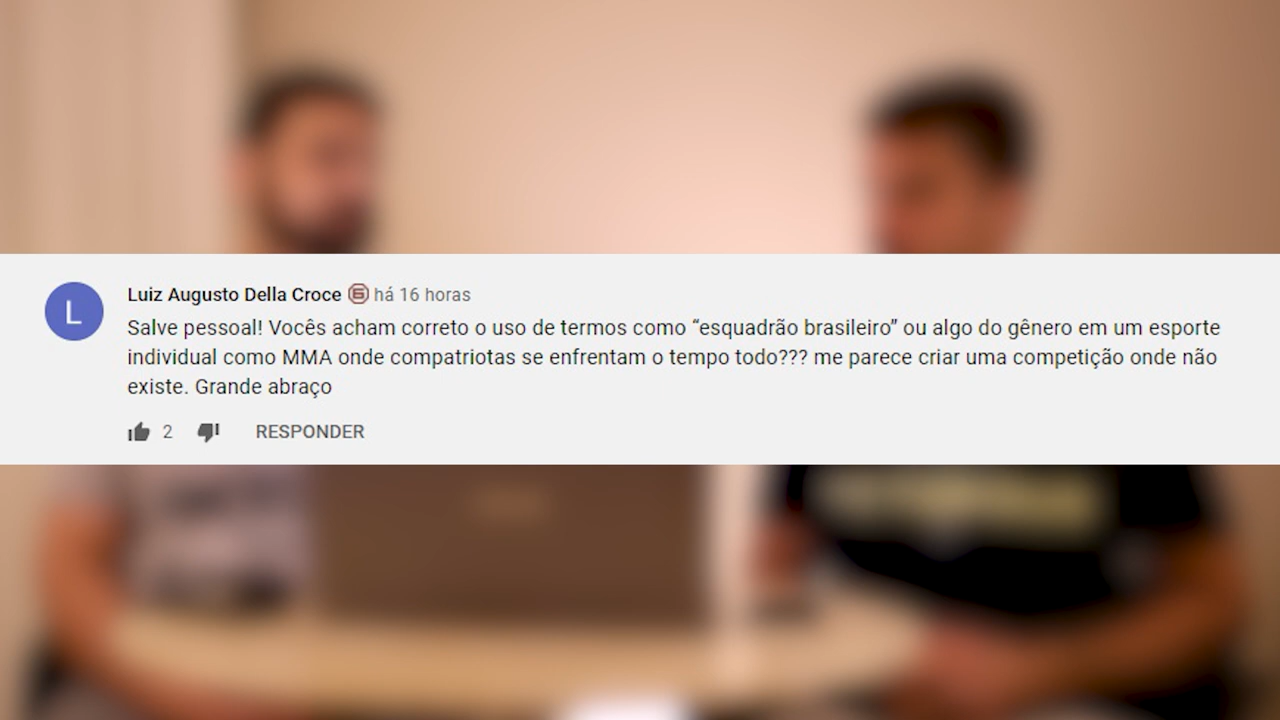 L
Luiz Augusto Della Croce há 16 horas
Salve pessoal! Vocês acham correto o uso de termos como “esquadrão brasileiro” ou algo do gênero em um esporte
individual como MMA onde compatriotas se enfrentam o tempo todo??? me parece criar uma competição onde não
existe. Grande abraço
2 RESPONDER